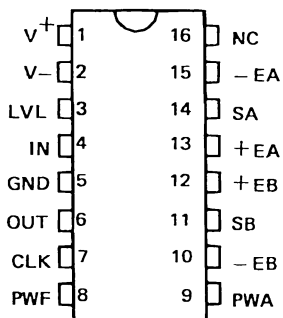 V+ 1 16 NC
V− 2 15 −EA
LVL 3 14 SA
IN 4 13 +EA
GND 5 12 +EB
OUT 6 11 SB
CLK 7 10 −EB
PWF 8 9 PWA